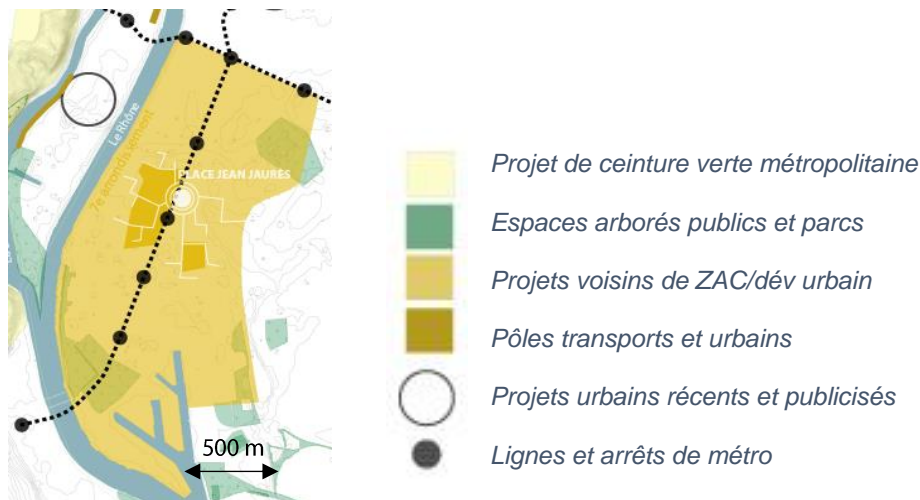 Le Rhône
7e arrondissement
PLACE JEAN JAURÈS
500 m
Projet de ceinture verte métropolitaine
Espaces arborés publics et parcs
Projets voisins de ZAC/dév urbain
Pôles transports et urbains
Projets urbains récents et publicisés
Lignes et arrêts de métro